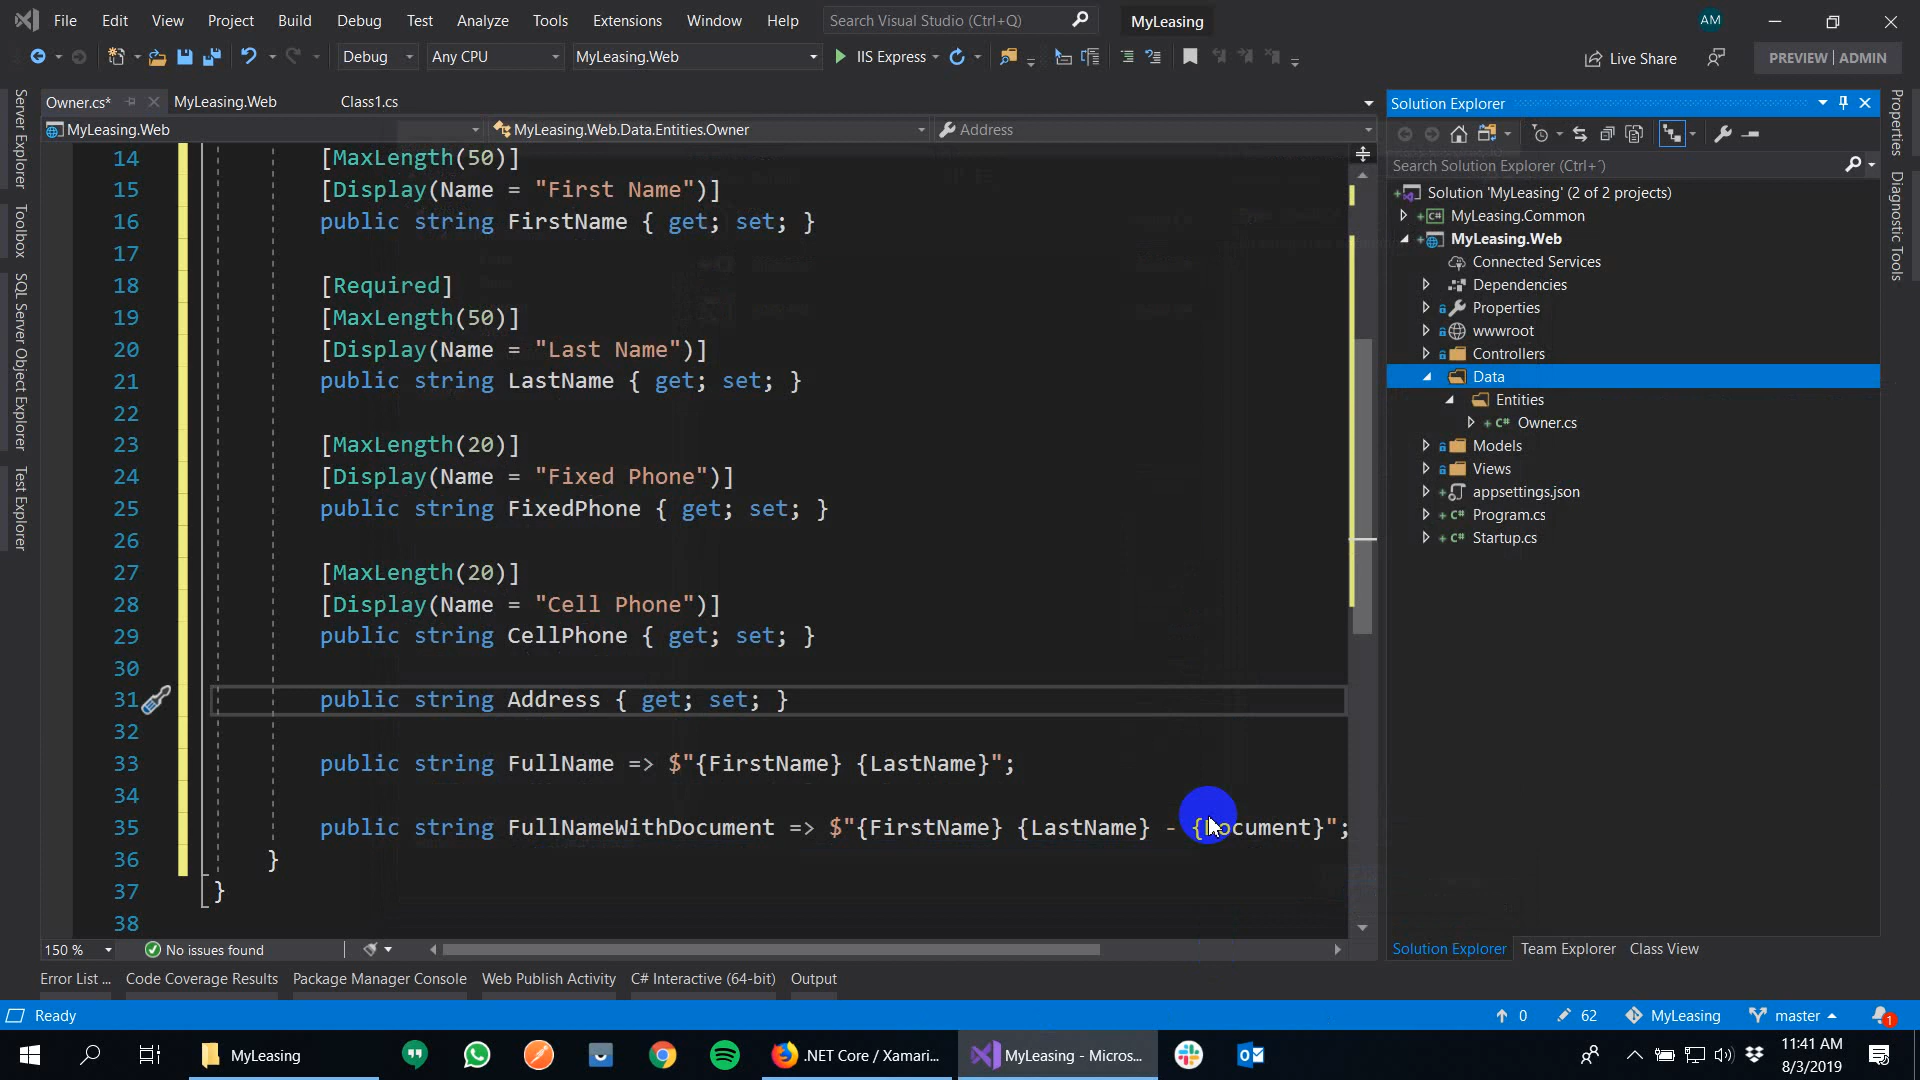 File Edit View Project Build Debug Test Analyze Tools Extensions Window Help Search Visual Studio (Ctrl+Q) MyLeasing AM
Debug Any CPU MyLeasing.Web IIS Express Live Share PREVIEW ADMIN
Owner.cs* MyLeasing.Web Class1.cs
MyLeasing.Web MyLeasing.Web.Data.Entities.Owner Address
14 [MaxLength(50)]
15 [Display(Name = "First Name")]
16 public string FirstName { get; set; }
17
18 [Required]
19 [MaxLength(50)]
20 [Display(Name = "Last Name")]
21 public string LastName { get; set; }
22
23 [MaxLength(20)]
24 [Display(Name = "Fixed Phone")]
25 public string FixedPhone { get; set; }
26
27 [MaxLength(20)]
28 [Display(Name = "Cell Phone")]
29 public string CellPhone { get; set; }
30
31 public string Address { get; set; }
32
33 public string FullName => $"{FirstName} {LastName}";
34
35 public string FullNameWithDocument => $"{FirstName} {LastName} - {Document}";
36 }
37 }
38
150 % No issues found
Server Explorer
Toolbox
SQL Server Object Explorer
Test Explorer
Solution Explorer
Search Solution Explorer (Ctrl+´)
Solution 'MyLeasing' (2 of 2 projects)
MyLeasing.Common
MyLeasing.Web
Connected Services
Dependencies
Properties
wwwroot
Controllers
Data
Entities
Owner.cs
Models
Views
appsettings.json
Program.cs
Startup.cs
Solution Explorer Team Explorer Class View
Properties
Diagnostic Tools
Error List ... Code Coverage Results Package Manager Console Web Publish Activity C# Interactive (64-bit) Output
Ready 0 62 MyLeasing master 1
MyLeasing .NET Core / Xamari... MyLeasing - Micros... 11:41 AM
8/3/2019